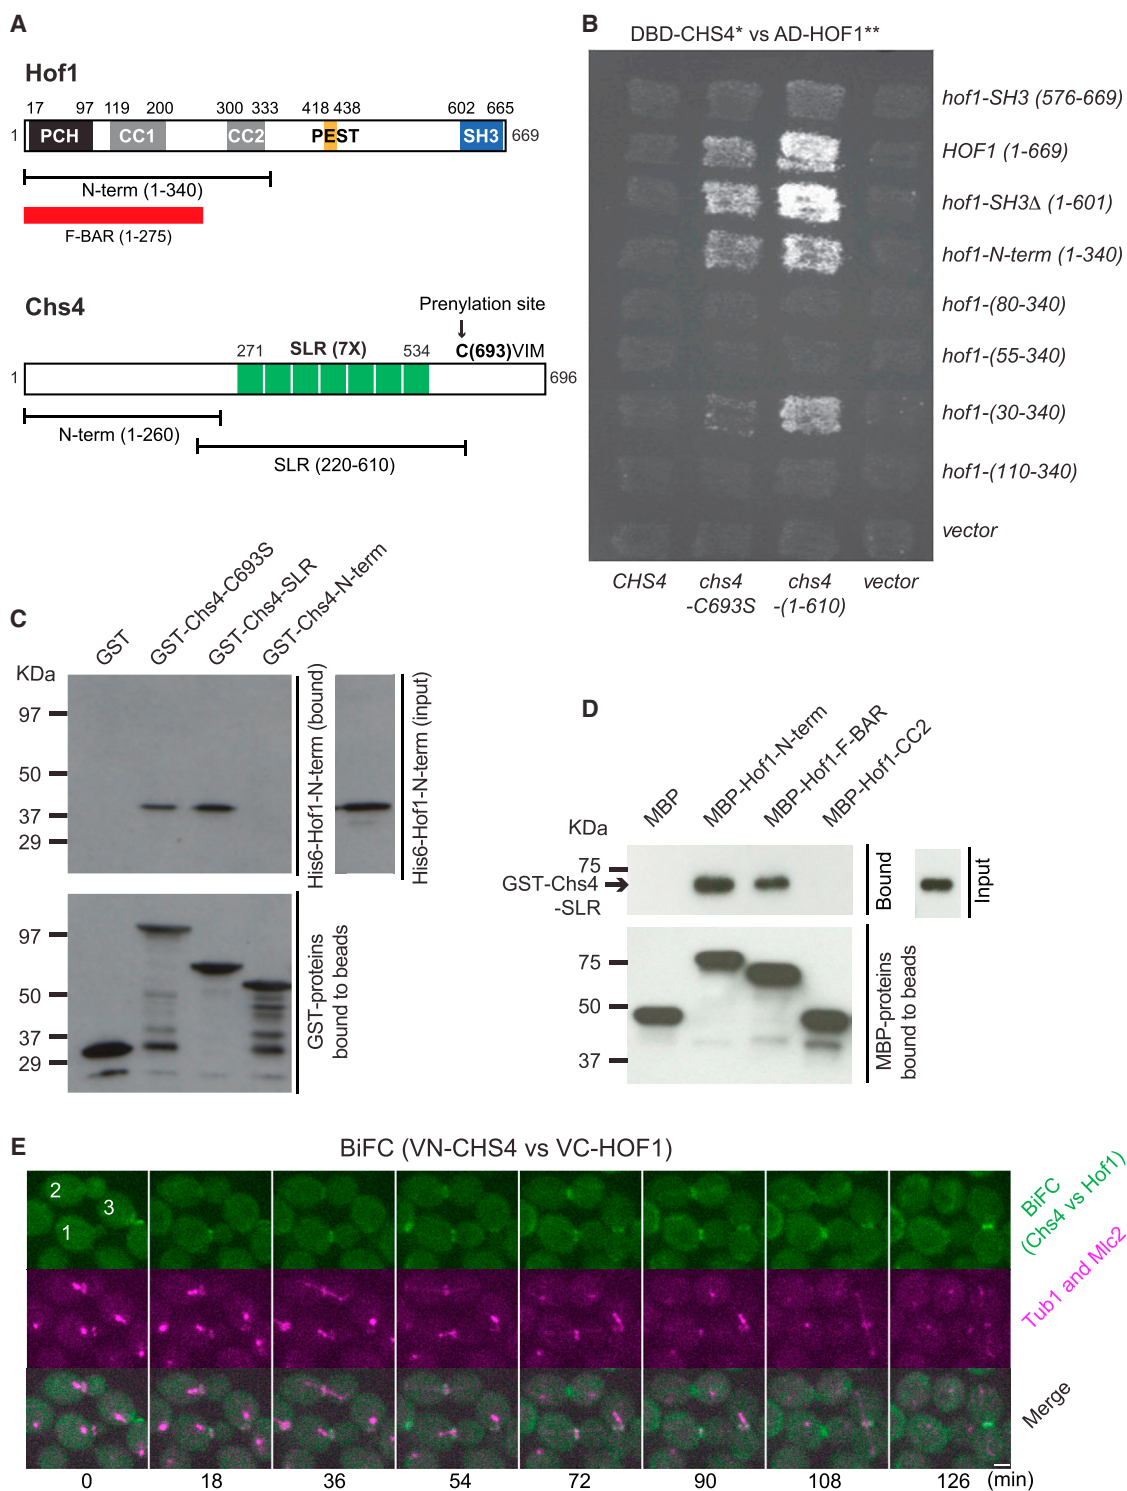 A
Hof1
17 97 119 200 300 333 418 438 602 665
1 PCH CC1 CC2 PEST SH3 669
N-term (1-340)
F-BAR (1-275)
Chs4
Prenylation site
271 SLR (7X) 534 C(693)VIM
1 696
N-term (1-260)
SLR (220-610)
B
DBD-CHS4* vs AD-HOF1**
hof1-SH3 (576-669)
HOF1 (1-669)
hof1-SH3Δ (1-601)
hof1-N-term (1-340)
hof1-(80-340)
hof1-(55-340)
hof1-(30-340)
hof1-(110-340)
vector
CHS4 chs4 chs4 vector
-C693S -(1-610)
C
GST
GST-Chs4-C693S
GST-Chs4-SLR
GST-Chs4-N-term
KDa
97
50
37
29
His6-Hof1-N-term (bound)
His6-Hof1-N-term (input)
97
50
37
29
GST-proteins
bound to beads
D
MBP
MBP-Hof1-N-term
MBP-Hof1-F-BAR
MBP-Hof1-CC2
KDa
75
GST-Chs4
-SLR
Bound
Input
75
50
37
MBP-proteins
bound to beads
E
BiFC (VN-CHS4 vs VC-HOF1)
2
3
1
BiFC
(Chs4 vs Hof1)
Tub1 and Mlc2
Merge
0 18 36 54 72 90 108 126 (min)